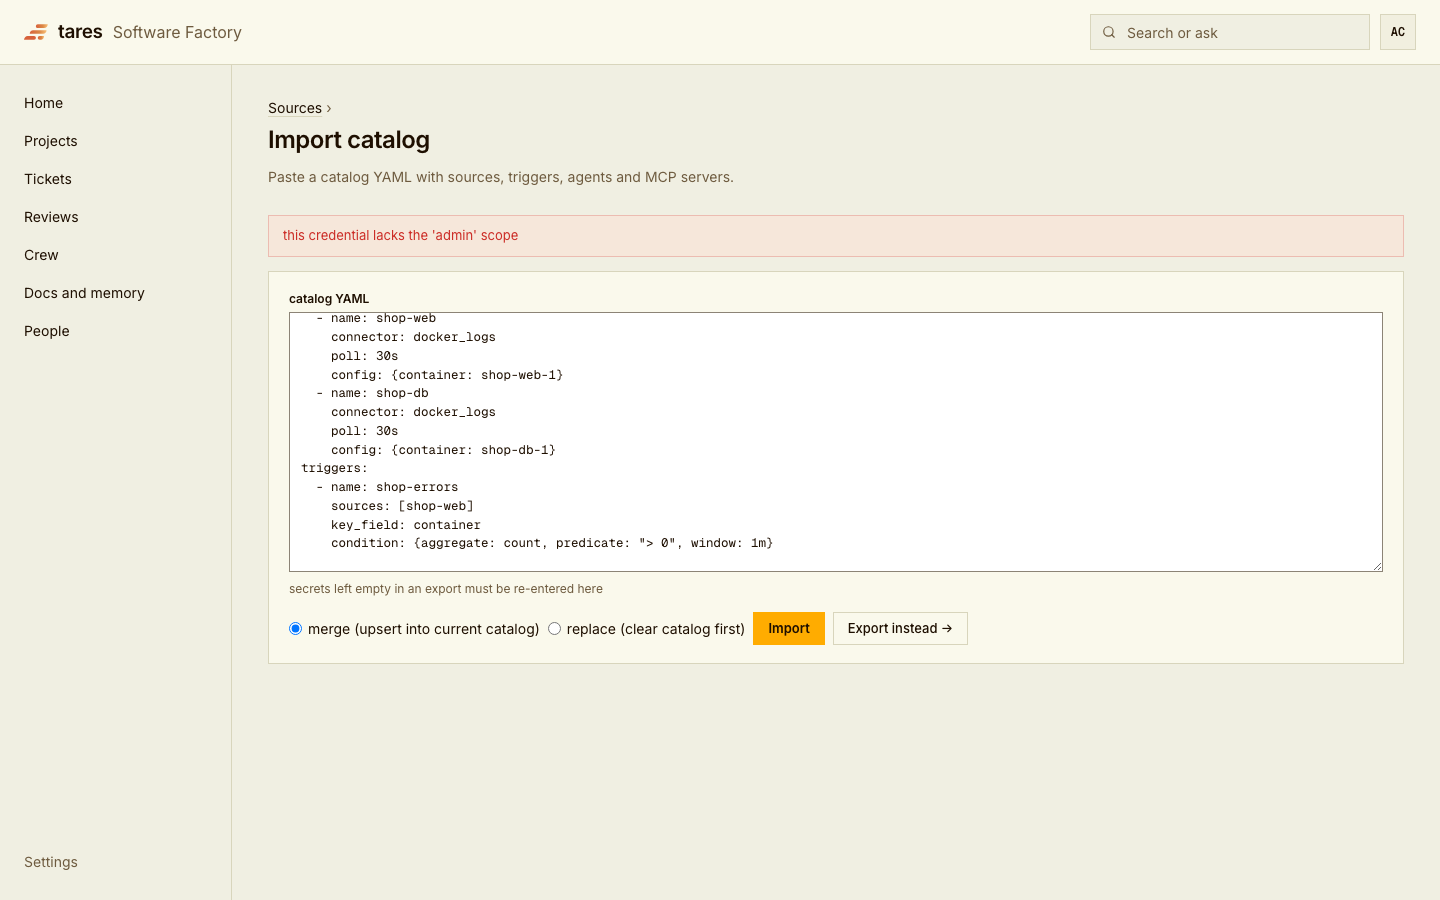 tares Software Factory
Search or ask
AC
Home
Projects
Tickets
Reviews
Crew
Docs and memory
People
Settings
Sources ›
Import catalog
Paste a catalog YAML with sources, triggers, agents and MCP servers.
this credential lacks the 'admin' scope
catalog YAML
- name: shop-web
connector: docker_logs
poll: 30s
config: {container: shop-web-1}
- name: shop-db
connector: docker_logs
poll: 30s
config: {container: shop-db-1}
triggers:
- name: shop-errors
sources: [shop-web]
key_field: container
condition: {aggregate: count, predicate: "> 0", window: 1m}
secrets left empty in an export must be re-entered here
merge (upsert into current catalog) replace (clear catalog first) Import Export instead →